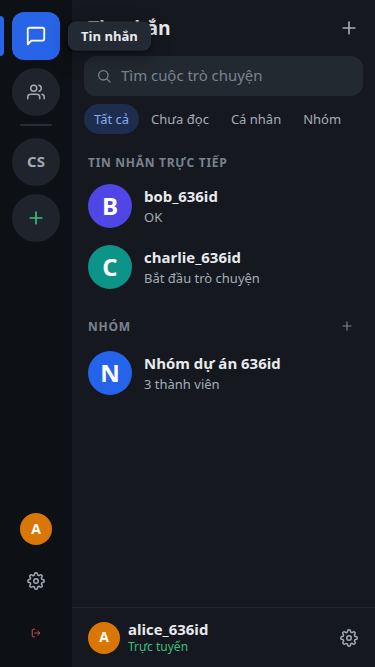 Tin nhắn
Tìm cuộc trò chuyện
Tất cả
Chưa đọc
Cá nhân
Nhóm
CS
TIN NHẮN TRỰC TIẾP
B
bob_636id
OK
C
charlie_636id
Bắt đầu trò chuyện
NHÓM
N
Nhóm dự án 636id
3 thành viên
A
A
alice_636id
Trực tuyến